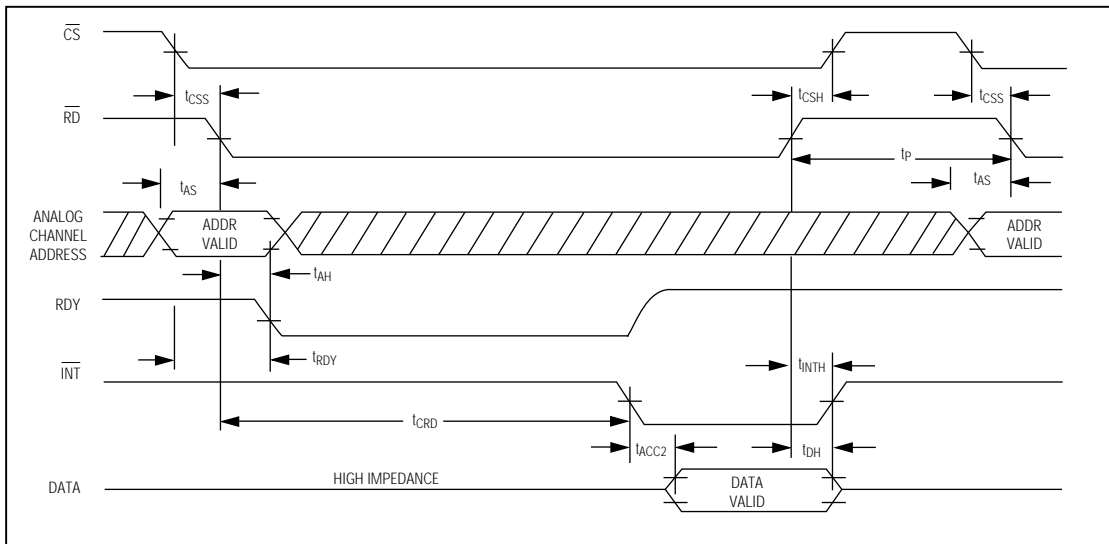 CS
tCSS
tCSH
tCSS
RD
tP
tAS
tAS
ANALOG
CHANNEL
ADDRESS
ADDR
VALID
ADDR
VALID
tAH
RDY
tRDY
INT
tINTH
tCRD
tACC2
tDH
DATA
HIGH IMPEDANCE
DATA
VALID